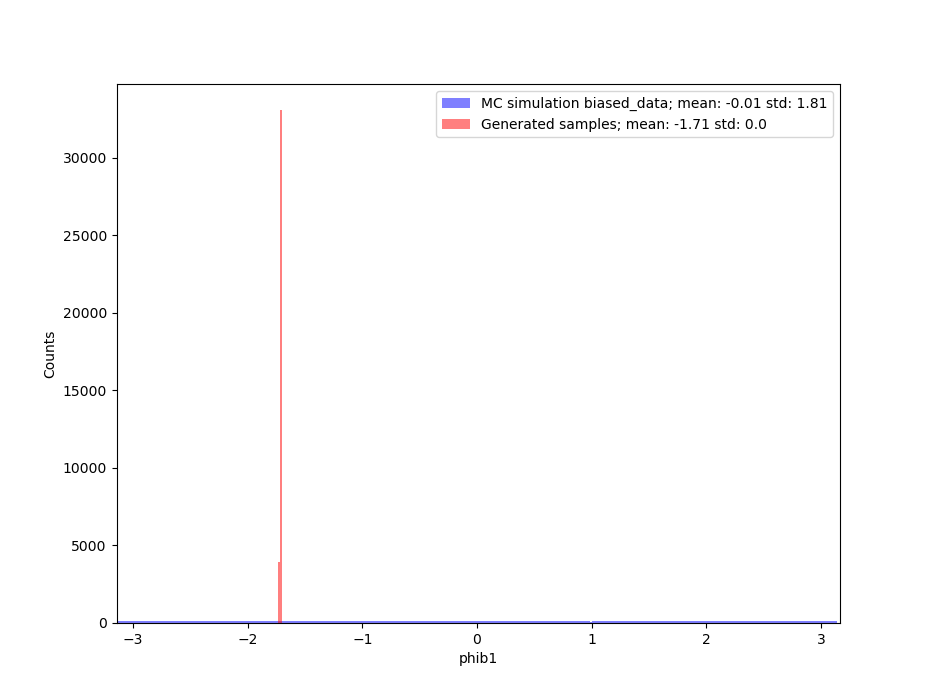 MC simulation biased_data; mean: -0.01 std: 1.81
Generated samples; mean: -1.71 std: 0.0
30000
25000
20000
15000
10000
5000
0
Counts
−3 −2 −1 0 1 2 3
phib1